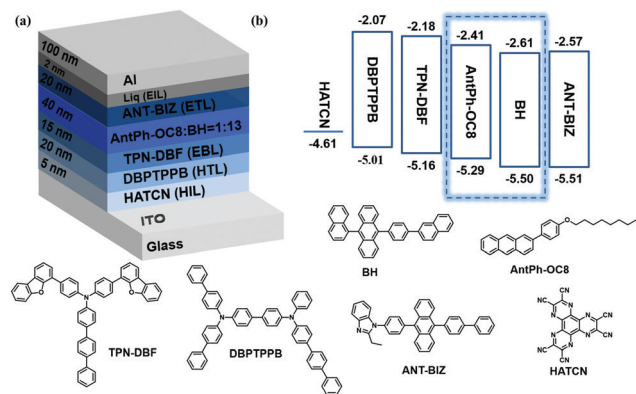 (a)
100 nm
2 nm
20 nm
40 nm
15 nm
20 nm
5 nm
Al
Liq (EIL)
ANT-BIZ (ETL)
AntPh-OC8:BH=1:13
TPN-DBF (EBL)
DBPTPPB (HTL)
HATCN (HIL)
ITO
Glass
(b)
-2.07
-2.18
-2.41
-2.61
-2.57
HATCN
DBPTPPB
TPN-DBF
AntPh-OC8
BH
ANT-BIZ
-4.61
-5.01
-5.16
-5.29
-5.50
-5.51
BH
O
AntPh-OC8
O
O
N
TPN-DBF
N
N
DBPTPPB
N
N
ANT-BIZ
NC
CN
NC
N
N
CN
N
N
N
N
CN
CN
HATCN